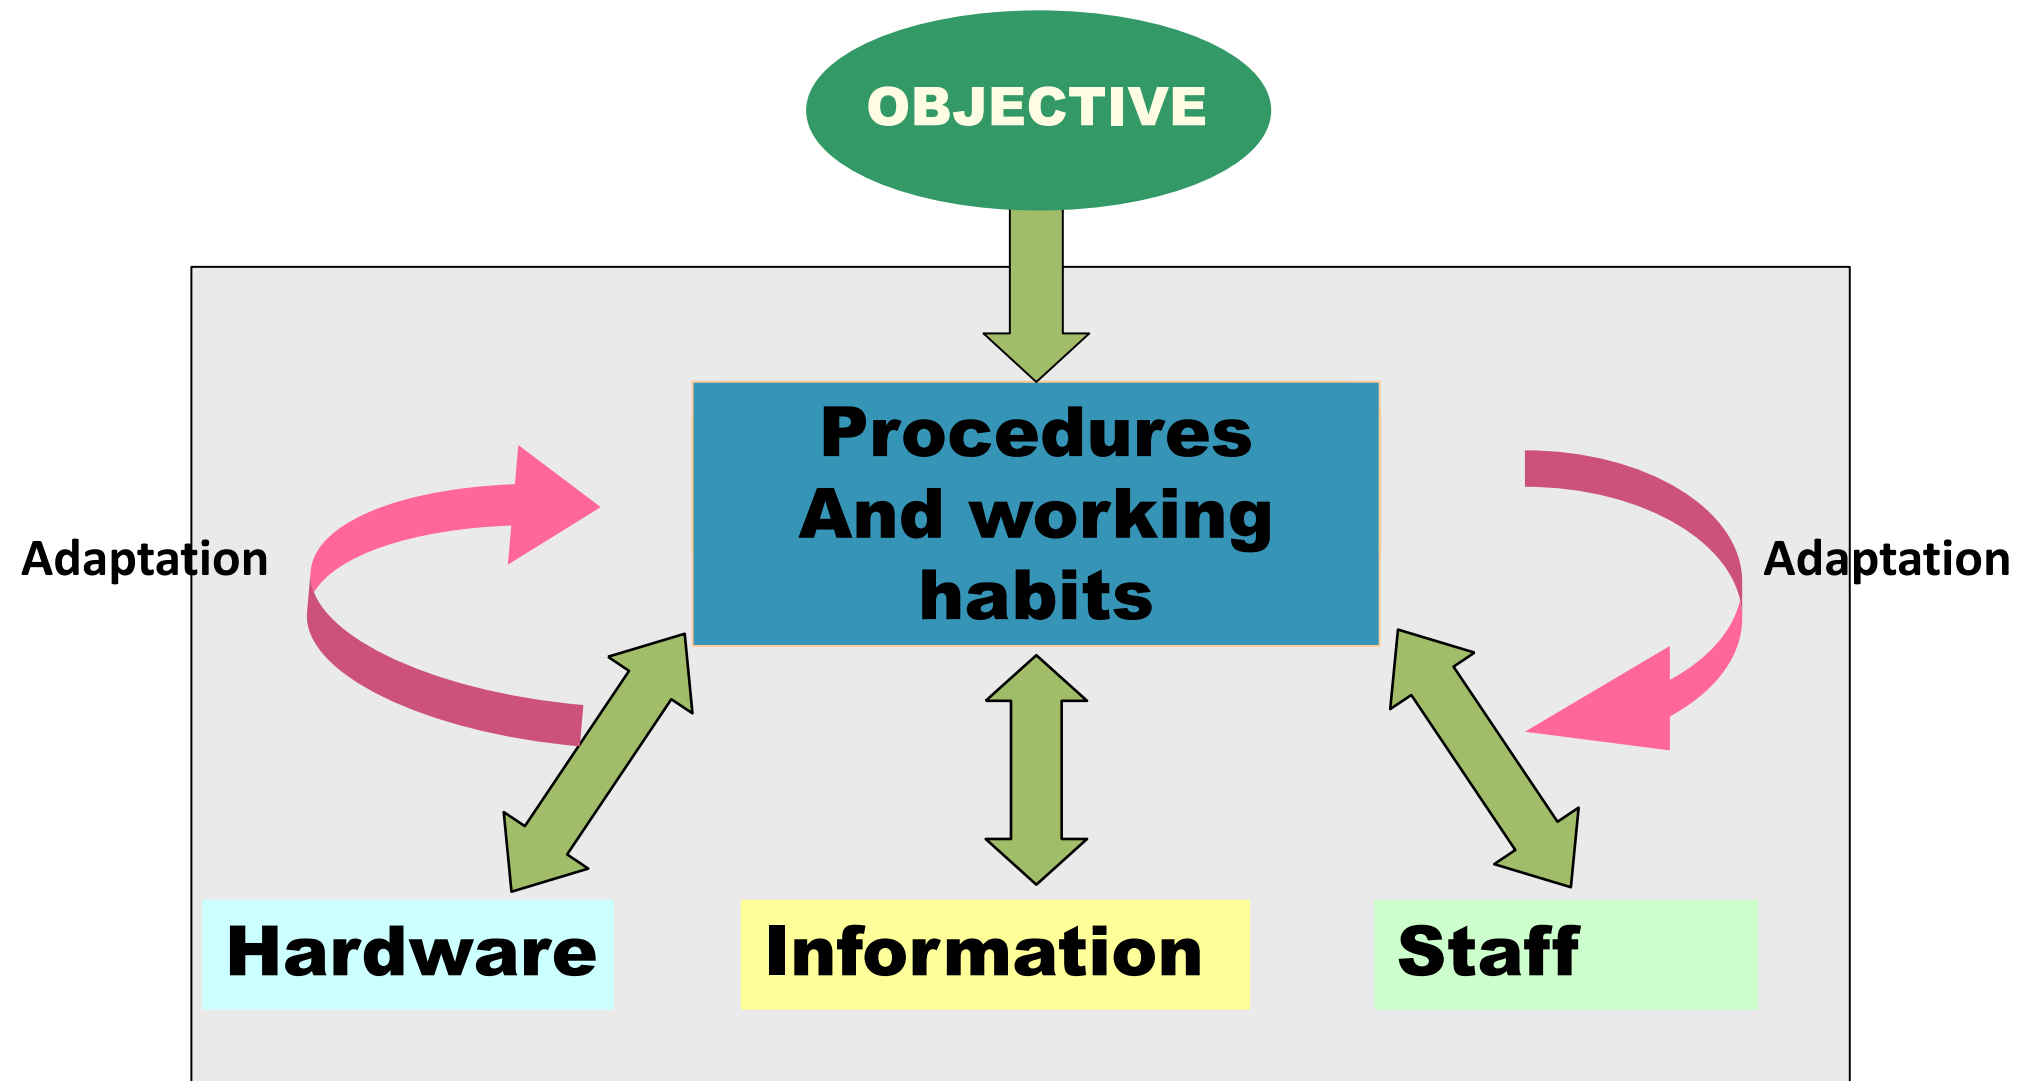 OBJECTIVE
Procedures
And working
habits
Adaptation
Adaptation
Hardware
Information
Staff